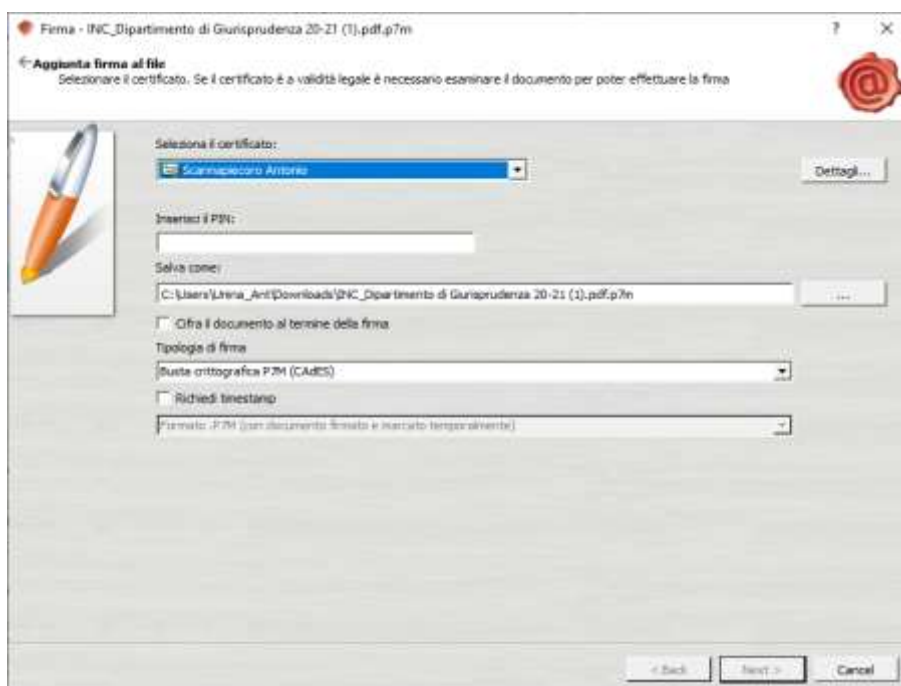 Firma - INC_Dipartimento di Giurisprudenza 20-21 (1).pdf.p7m
Aggiunta firma al file
Selezionare il certificato. Se il certificato è a validità legale è necessario esaminare il documento per poter effettuare la firma
Seleziona il certificato:
Scannapiecoro Antonio
Dettagli...
Inserisci il PIN:
Salva come:
C:\Users\Urena_Ant\Downloads\INC_Dipartimento di Giurisprudenza 20-21 (1).pdf.p7m
...
Cifra il documento al termine della firma
Tipologia di firma
Busta crittografica P7M (CAdES)
Richiedi timestamp
Formato .P7M (con documento firmato e marcato temporalmente)
< Back
Next >
Cancel